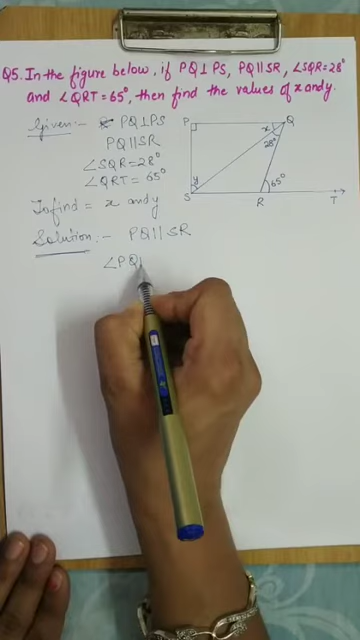 Q5. In the figure below, if PQ⊥PS, PQ||SR, ∠SQR=28°
and ∠QRT=65°, then find the values of x and y.
Given:- PQ⊥PS
PQ||SR
∠SQR=28°
∠QRT=65°
To find = x and y
Solution:- PQ||SR
∠PQ
P
x
Q
28°
y
65°
S
R
T